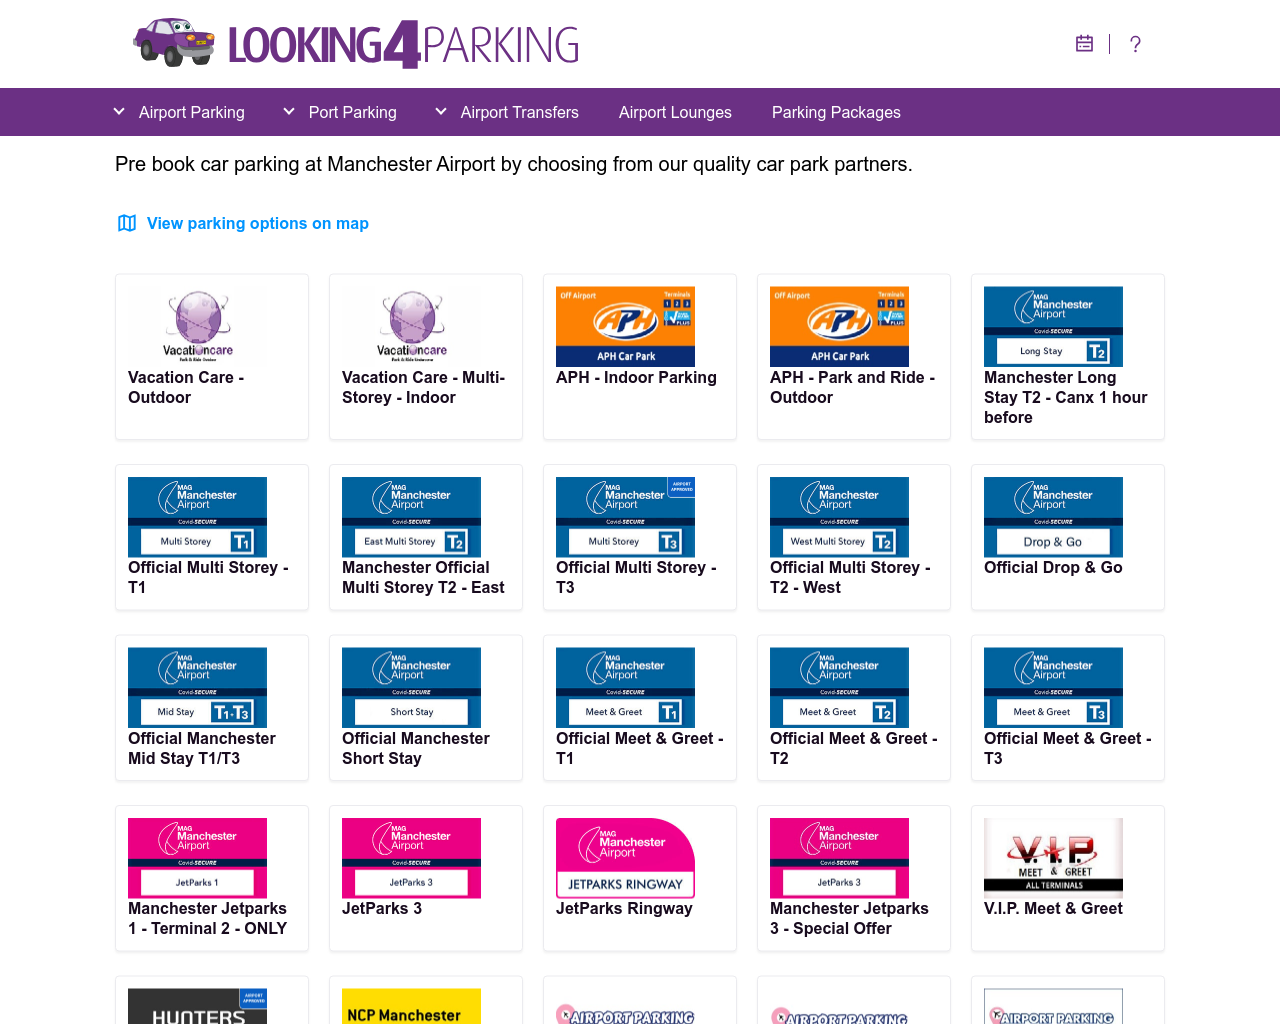 LOOKING4PARKING
?
Airport Parking
Port Parking
Airport Transfers
Airport Lounges
Parking Packages
Pre book car parking at Manchester Airport by choosing from our quality car park partners.
View parking options on map
Vacationcare
Park & Ride Service
Vacation Care -
Outdoor
Vacationcare
Vacation Care - Multi-
Storey - Indoor
Off Airport
Terminals
1 2 3
APH
PLUS
APH Car Park
APH - Indoor Parking
Off Airport
Terminals
1 2 3
APH
PLUS
APH Car Park
APH - Park and Ride -
Outdoor
MAG
Manchester
Airport
Covid-SECURE
Long Stay T2
Manchester Long
Stay T2 - Canx 1 hour
before
MAG
Manchester
Airport
Covid-SECURE
Multi Storey T1
Official Multi Storey -
T1
MAG
Manchester
Airport
Covid-SECURE
East Multi Storey T2
Manchester Official
Multi Storey T2 - East
MAG
Manchester
Airport
AIRPORT
APPROVED
Covid-SECURE
Multi Storey T3
Official Multi Storey -
T3
MAG
Manchester
Airport
Covid-SECURE
West Multi Storey T2
Official Multi Storey -
T2 - West
MAG
Manchester
Airport
Covid-SECURE
Drop & Go
Official Drop & Go
MAG
Manchester
Airport
Covid-SECURE
Mid Stay T1·T3
Official Manchester
Mid Stay T1/T3
MAG
Manchester
Airport
Covid-SECURE
Short Stay
Official Manchester
Short Stay
MAG
Manchester
Airport
Covid-SECURE
Meet & Greet T1
Official Meet & Greet -
T1
MAG
Manchester
Airport
Covid-SECURE
Meet & Greet T2
Official Meet & Greet -
T2
MAG
Manchester
Airport
Covid-SECURE
Meet & Greet T3
Official Meet & Greet -
T3
MAG
Manchester
Airport
Covid-SECURE
JetParks 1
Manchester Jetparks
1 - Terminal 2 - ONLY
MAG
Manchester
Airport
Covid-SECURE
JetParks 3
JetParks 3
MAG
Manchester
Airport
JETPARKS RINGWAY
JetParks Ringway
MAG
Manchester
Airport
Covid-SECURE
JetParks 3
Manchester Jetparks
3 - Special Offer
V.I.P.
MEET & GREET
ALL TERMINALS
V.I.P. Meet & Greet
AIRPORT
APPROVED
HUNTERS
NCP Manchester
AIRPORT PARKING
AIRPORT PARKING
AIRPORT PARKING